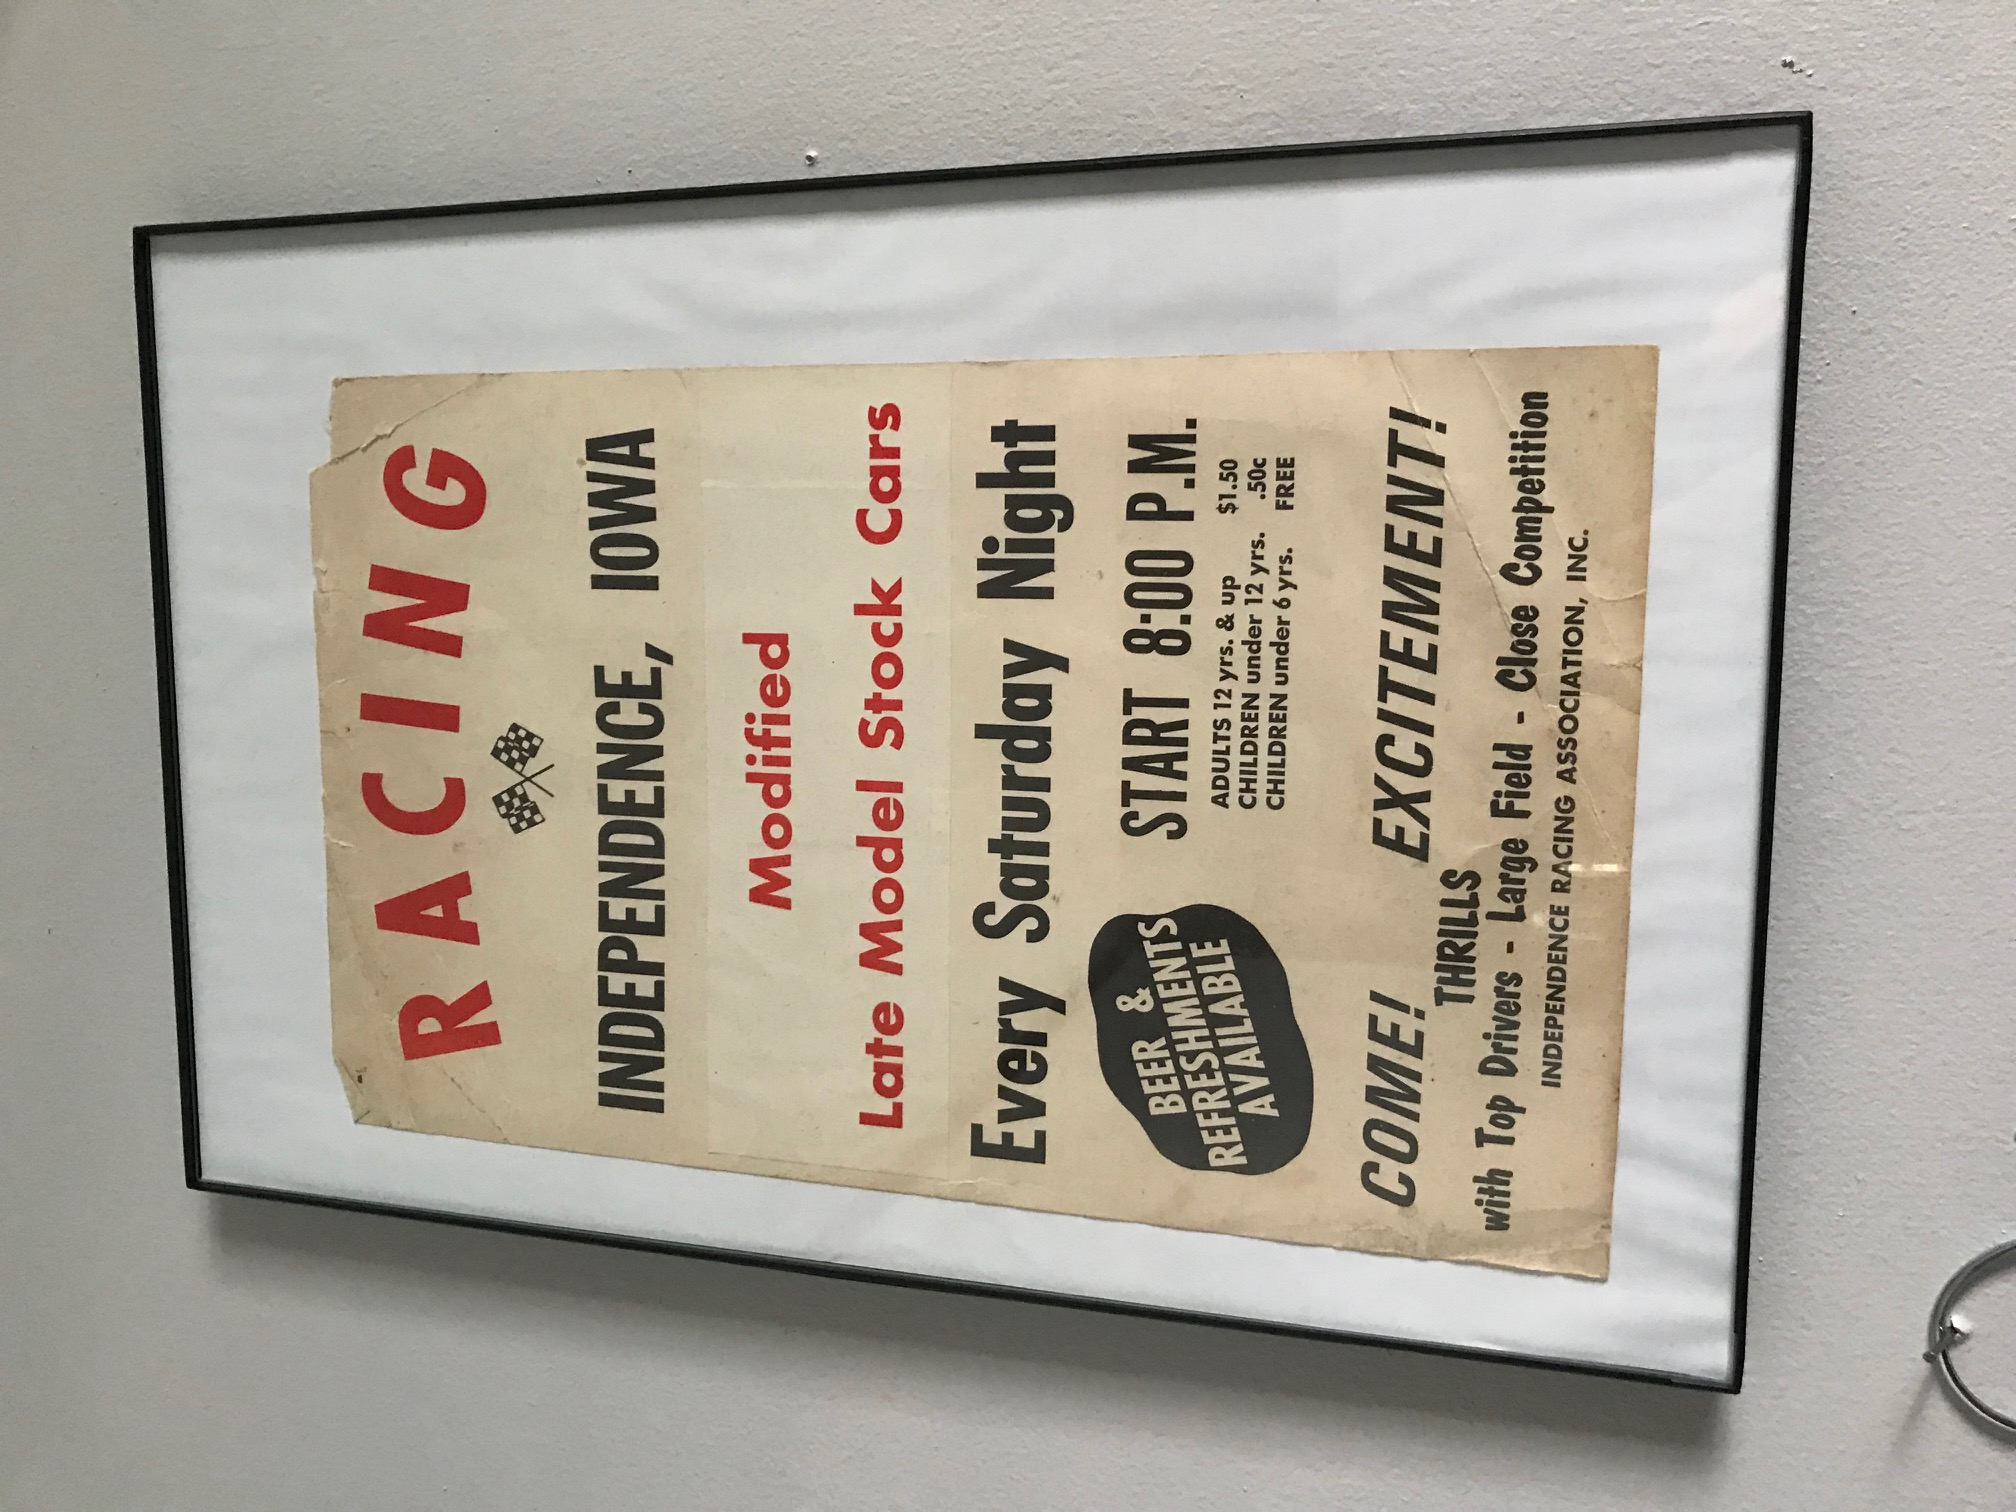 RACING
INDEPENDENCE, IOWA
Modified
Late Model Stock Cars
Every Saturday Night
BEER &
REFRESHMENTS
AVAILABLE
START 8:00 P.M.
ADULTS 12 yrs. & up $1.50
CHILDREN under 12 yrs. .50c
CHILDREN under 6 yrs. FREE
COME! EXCITEMENT!
THRILLS
with Top Drivers - Large Field - Close Competition
INDEPENDENCE RACING ASSOCIATION, INC.